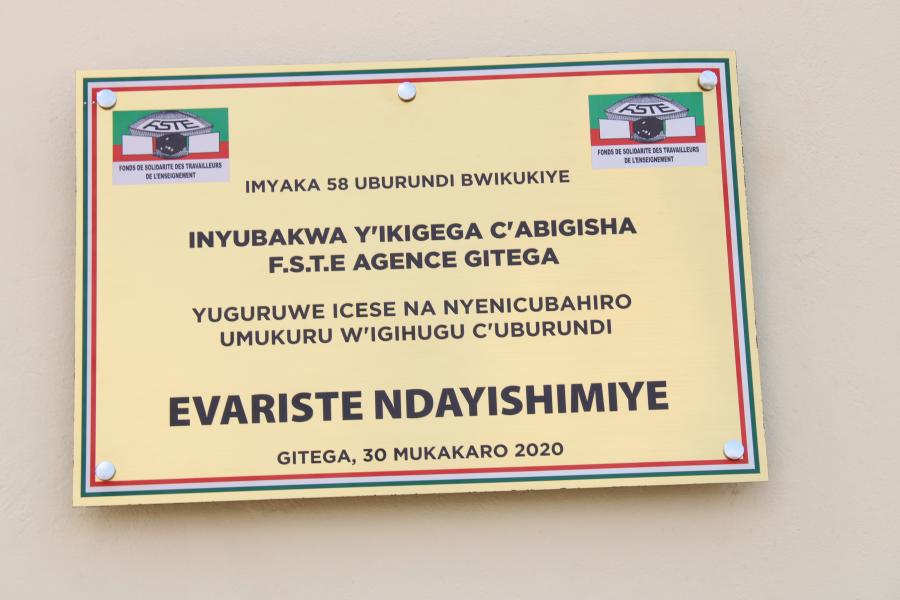 FSTE
FONDS DE SOLIDARITE DES TRAVAILLEURS
DE L'ENSEIGNEMENT
FSTE
FONDS DE SOLIDARITE DES TRAVAILLEURS
DE L'ENSEIGNEMENT
IMYAKA 58 UBURUNDI BWIKUKIYE
INYUBAKWA Y'IKIGEGA C'ABIGISHA
F.S.T.E AGENCE GITEGA
YUGURUWE ICESE NA NYENICUBAHIRO
UMUKURU W'IGIHUGU C'UBURUNDI
EVARISTE NDAYISHIMIYE
GITEGA, 30 MUKAKARO 2020